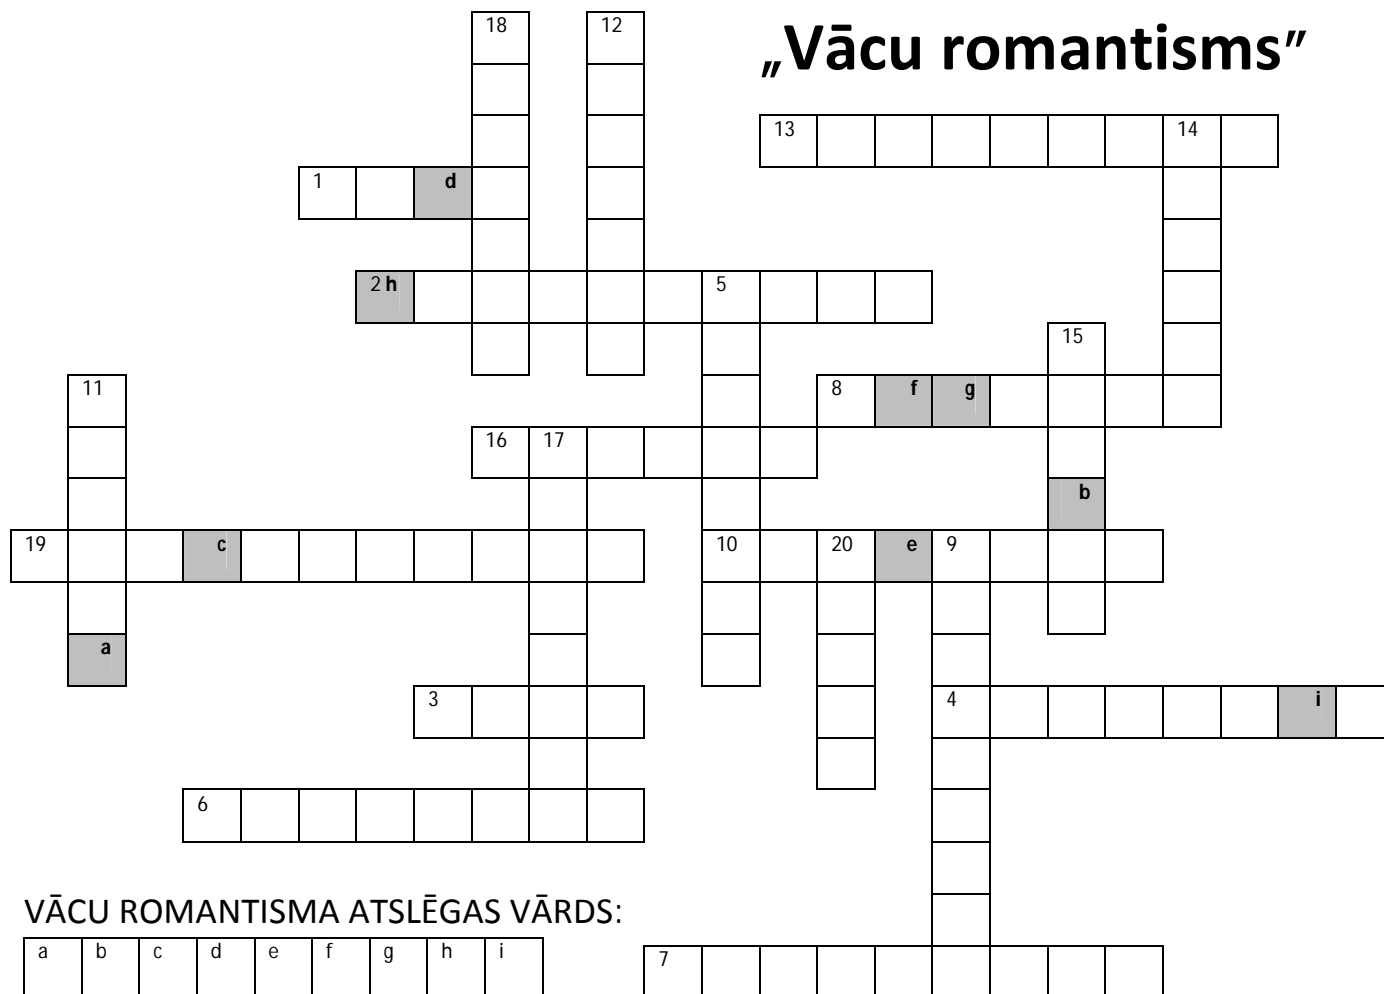 18 12
„Vācu romantisms”
13 14
1 d
2 h 5
15
11 8 f g
16 17
b
19 c 10 20 e 9
a
3 4 i
6
VĀCU ROMANTISMA ATSLĒGAS VĀRDS:
a b c d e f g h i
7